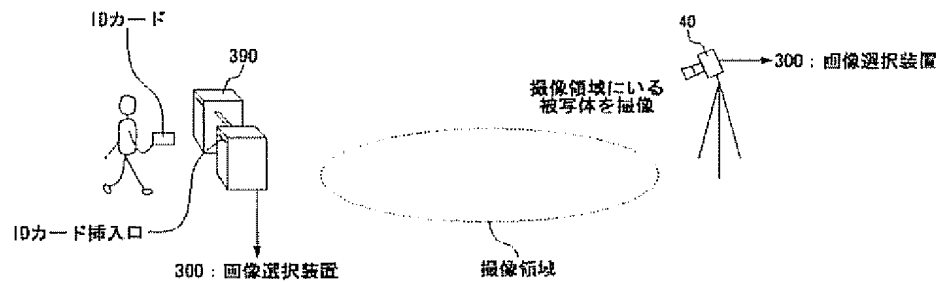 IDカード
390
40
300：画像選択装置
撮像領域にいる
被写体を撮像
IDカード挿入口
300：画像選択装置
撮像領域